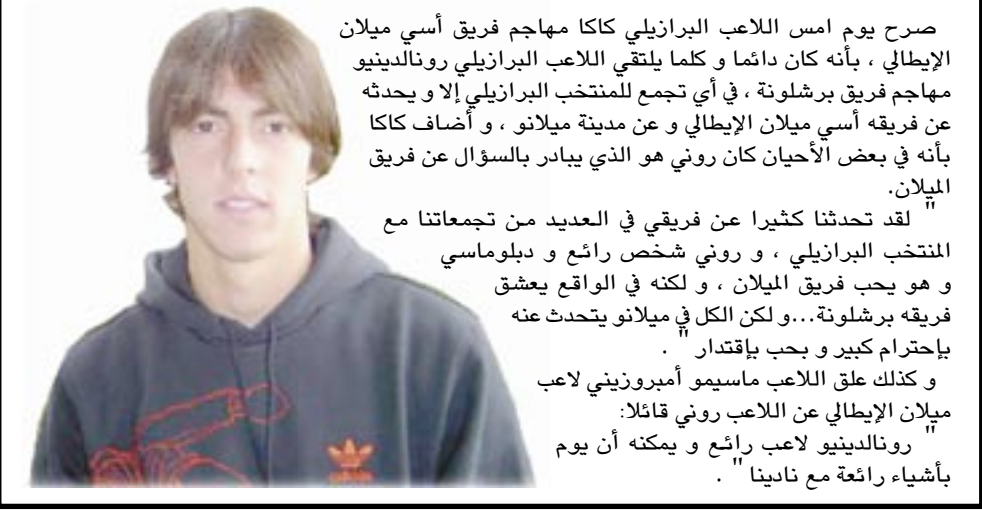 صرح يوم امس اللاعب البرازيلي كاكا مهاجم فريق أسي ميلان
الإيطالي ، بأنه كان دائما و كلما يلتقي اللاعب البرازيلي رونالدينيو
مهاجم فريق برشلونة ، في أي تجمع للمنتخب البرازيلي إلا و يحدثه
عن فريقه أسي ميلان الإيطالي و عن مدينة ميلانو ، و أضاف كاكا
بأنه في بعض الأحيان كان روني هو الذي يبادر بالسؤال عن فريق
الميلان.
" لقد تحدثنا كثيرا عن فريقي في العديد من تجمعاتنا مع
المنتخب البرازيلي ، و روني شخص رائع و دبلوماسي
و هو يحب فريق الميلان ، و لكنه في الواقع يعشق
فريقه برشلونة...و لكن الكل في ميلانو يتحدث عنه
بإحترام كبير و بحب بإقتدار " .
و كذلك علق اللاعب ماسيمو أمبروزيني لاعب
ميلان الإيطالي عن اللاعب روني قائلا:
" رونالدينيو لاعب رائع و يمكنه أن يوم
بأشياء رائعة مع نادينا " .
adidas